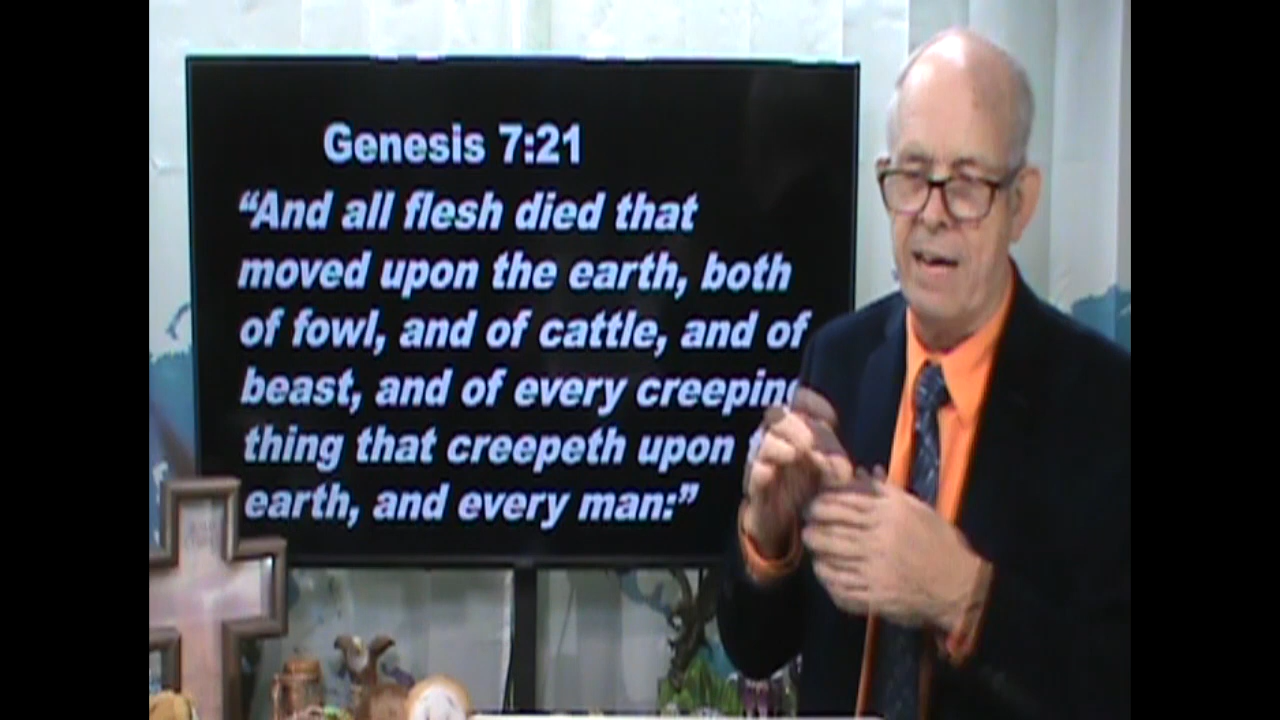 Genesis 7:21
“And all flesh died that
moved upon the earth, both
of fowl, and of cattle, and of
beast, and of every creeping
thing that creepeth upon
earth, and every man:”